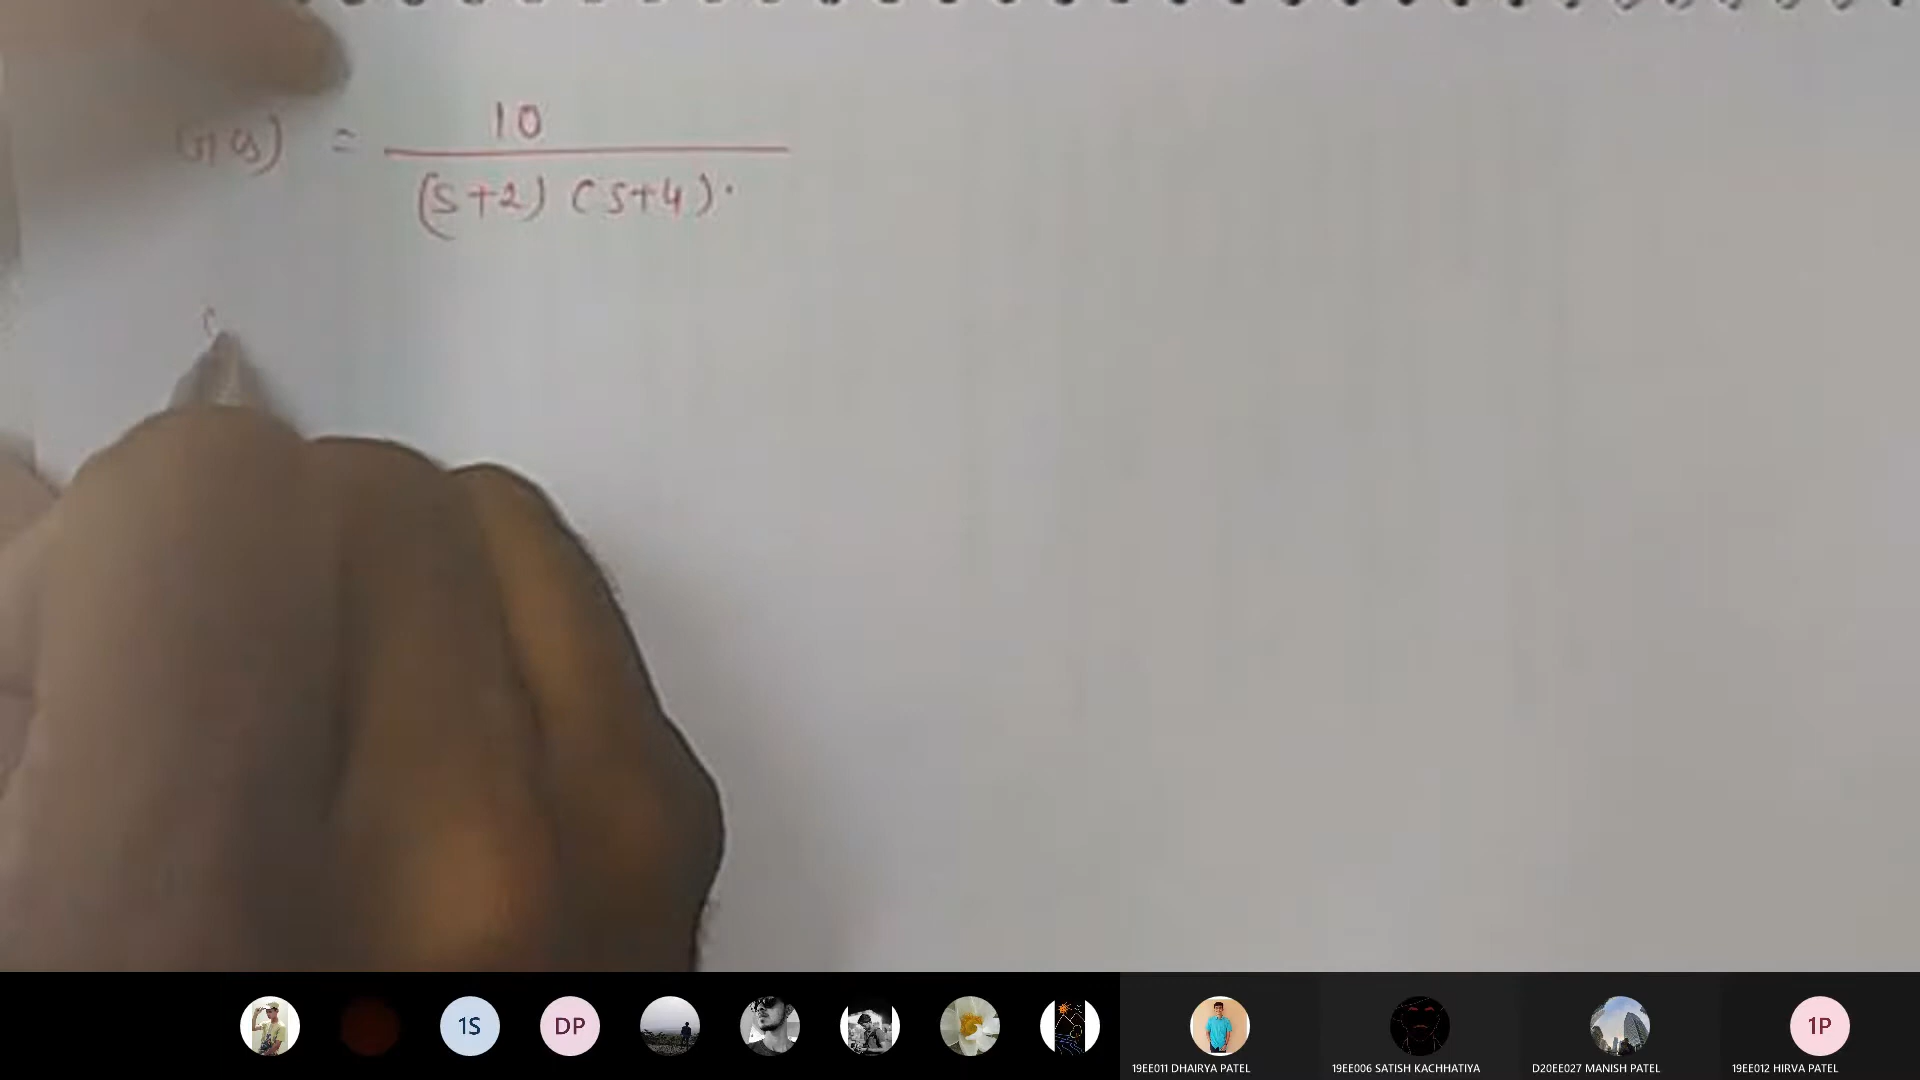 G(s) = 10
(s+2) (s+4).
1S
DP
1P
19EE011 DHAIRYA PATEL
19EE006 SATISH KACHHATIYA
D20EE027 MANISH PATEL
19EE012 HIRVA PATEL